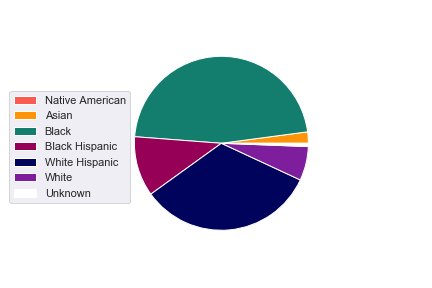 Native American
Asian
Black
Black Hispanic
White Hispanic
White
Unknown